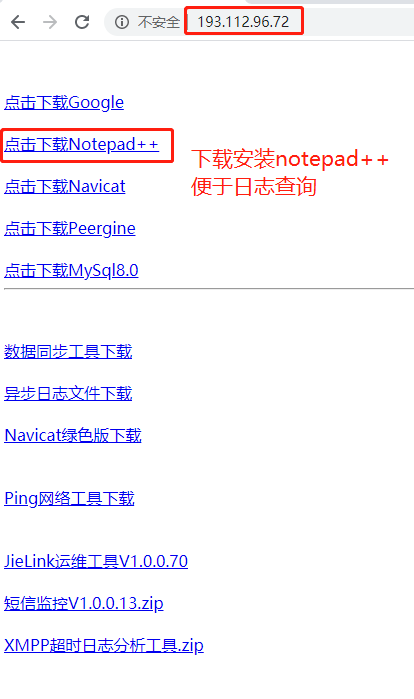 不安全 193.112.96.72
点击下载Google
点击下载Notepad++
下载安装notepad++
便于日志查询
点击下载Navicat
点击下载Peergine
点击下载MySql8.0
数据同步工具下载
异步日志文件下载
Navicat绿色版下载
Ping网络工具下载
JieLink运维工具V1.0.0.70
短信监控V1.0.0.13.zip
XMPP超时日志分析工具.zip